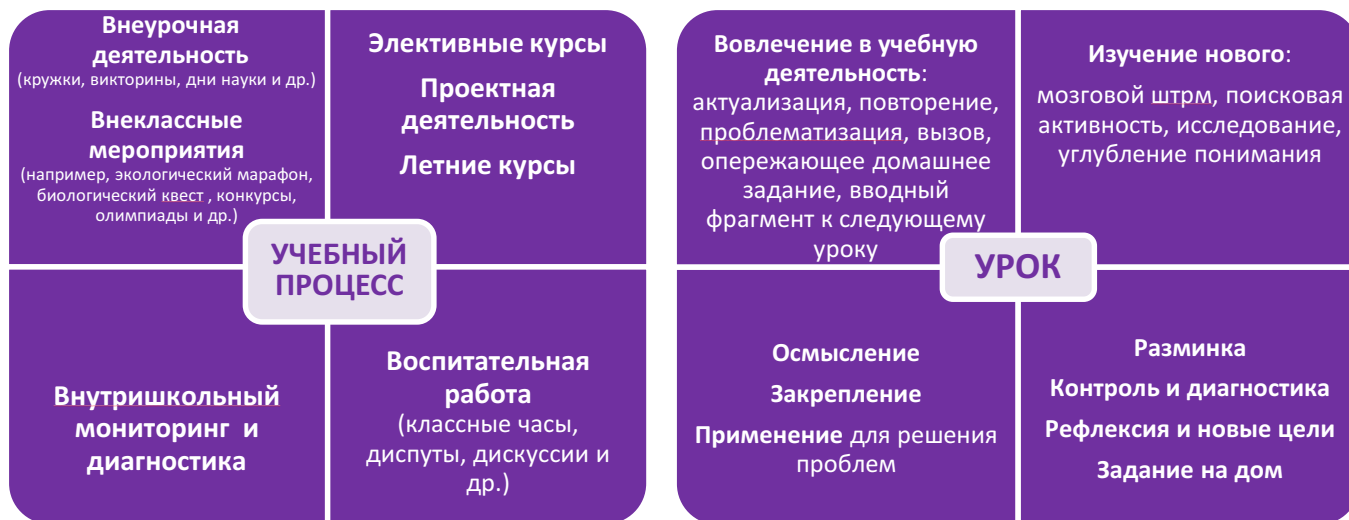 Внеурочная
деятельность
(кружки, викторины, дни науки и др.)
Внеклассные
мероприятия
(например, экологический марафон,
биологический квест , конкурсы,
олимпиады и др.)
Элективные курсы
Проектная
деятельность
Летние курсы
УЧЕБНЫЙ
ПРОЦЕСС
Внутришкольный
мониторинг и
диагностика
Воспитательная
работа
(классные часы,
диспуты, дискуссии и
др.)
Вовлечение в учебную
деятельность:
актуализация, повторение,
проблематизация, вызов,
опережающее домашнее
задание, вводный
фрагмент к следующему
уроку
Изучение нового:
мозговой штрм, поисковая
активность, исследование,
углубление понимания
УРОК
Осмысление
Закрепление
Применение для решения
проблем
Разминка
Контроль и диагностика
Рефлексия и новые цели
Задание на дом